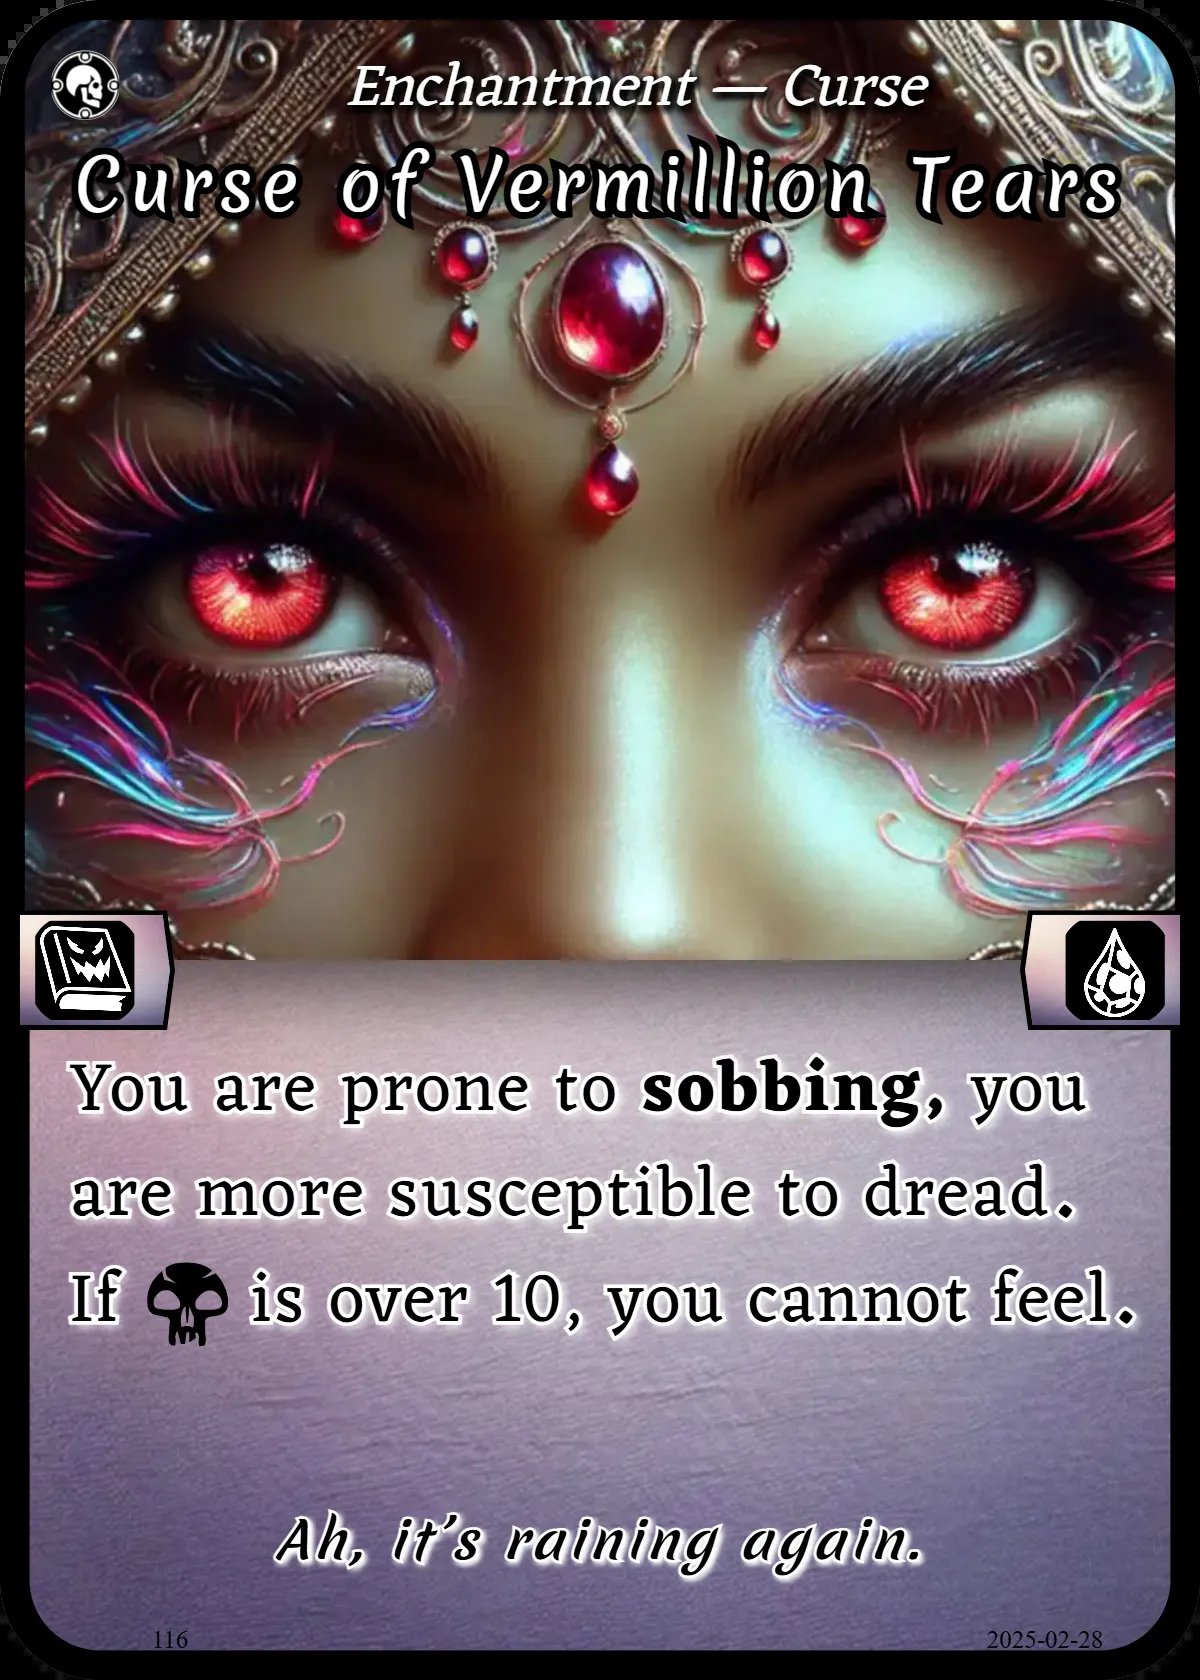 Enchantment — Curse
Curse of Vermillion Tears
You are prone to sobbing, you
are more susceptible to dread.
If is over 10, you cannot feel.
Ah, it's raining again.
116
2025-02-28